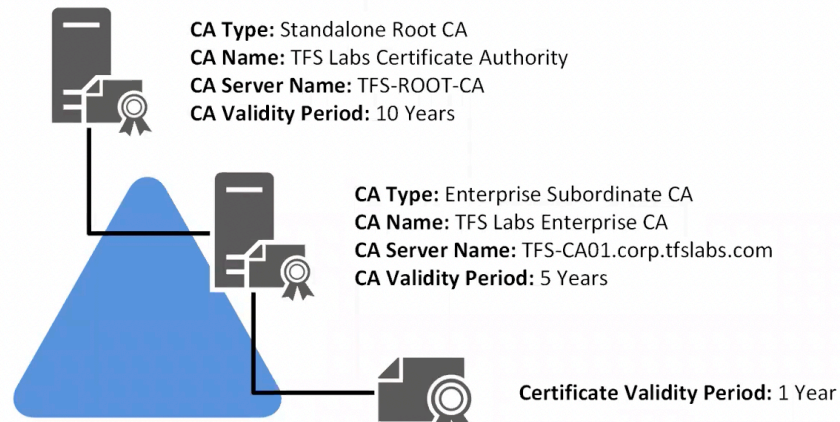 CA Type: Standalone Root CA
CA Name: TFS Labs Certificate Authority
CA Server Name: TFS-ROOT-CA
CA Validity Period: 10 Years
CA Type: Enterprise Subordinate CA
CA Name: TFS Labs Enterprise CA
CA Server Name: TFS-CA01.corp.tfslabs.com
CA Validity Period: 5 Years
Certificate Validity Period: 1 Year